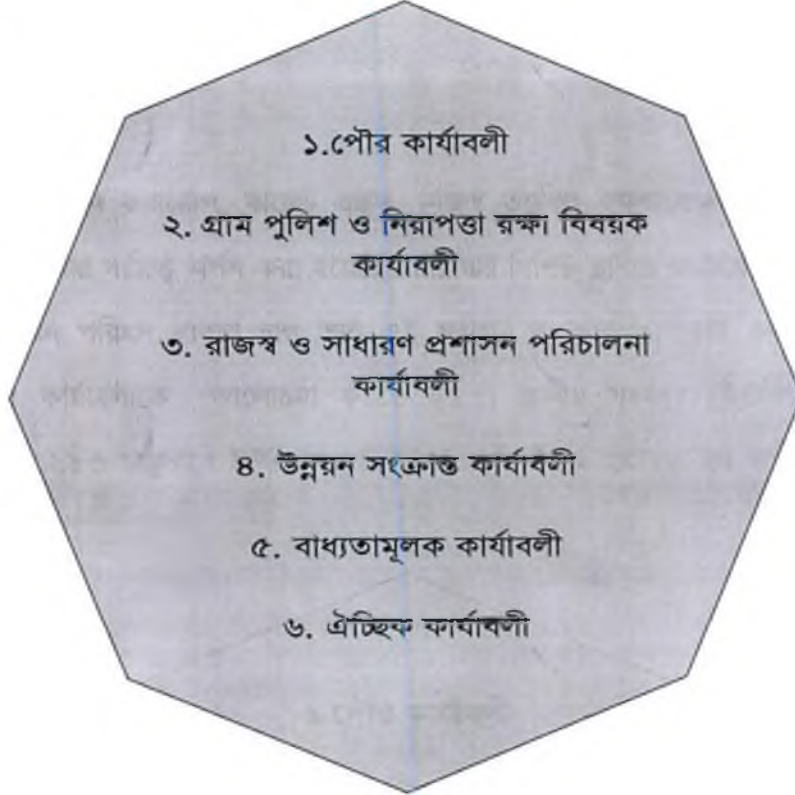 ১.পৌর কার্যাবলী
২. গ্রাম পুলিশ ও নিরাপত্তা রক্ষা বিষয়ক
কার্যাবলী
৩. রাজস্ব ও সাধারণ প্রশাসন পরিচালনা
কার্যাবলী
৪. উন্নয়ন সংক্রান্ত কার্যাবলী
৫. বাধ্যতামূলক কার্যাবলী
৬. ঐচ্ছিক কার্যাবলী